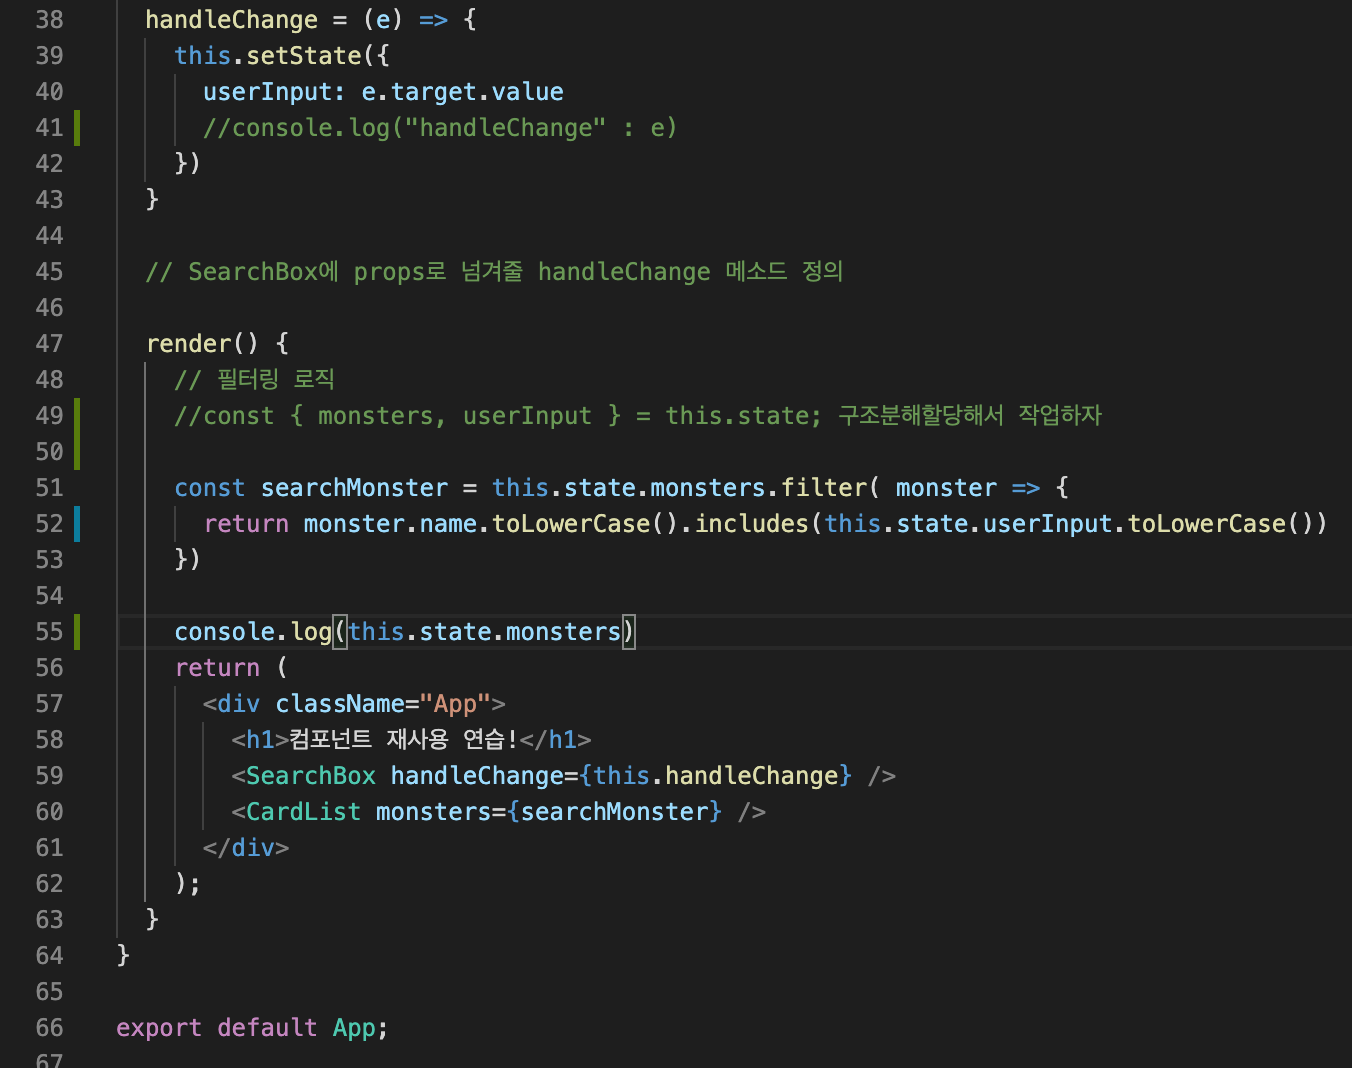 38 handleChange = (e) => {
39 this.setState({
40 userInput: e.target.value
41 //console.log("handleChange" : e)
42 })
43 }
44
45 // SearchBox에 props로 넘겨줄 handleChange 메소드 정의
46
47 render() {
48 // 필터링 로직
49 //const { monsters, userInput } = this.state; 구조분해할당해서 작업하자
50
51 const searchMonster = this.state.monsters.filter( monster => {
52 return monster.name.toLowerCase().includes(this.state.userInput.toLowerCase())
53 })
54
55 console.log(this.state.monsters)
56 return (
57 <div className="App">
58 <h1>컴포넌트 재사용 연습!</h1>
59 <SearchBox handleChange={this.handleChange} />
60 <CardList monsters={searchMonster} />
61 </div>
62 );
63 }
64 }
65
66 export default App;
67